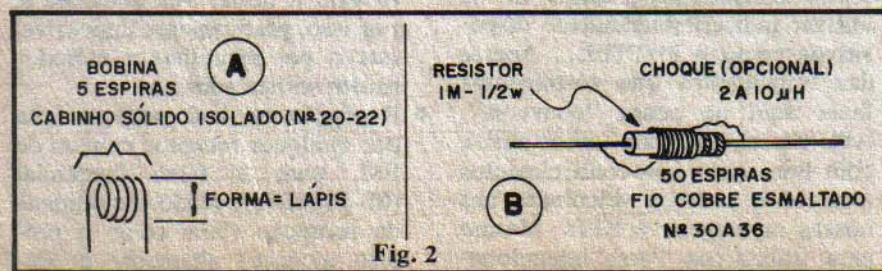 BOBINA
5 ESPIRAS
A
CABINHO SÓLIDO ISOLADO (Nº 20-22)
FORMA = LÁPIS
RESISTOR
1M - 1/2w
CHOQUE (OPCIONAL)
2 A 10µH
50 ESPIRAS
FIO COBRE ESMALTADO
Nº 30 A 36
B
Fig. 2